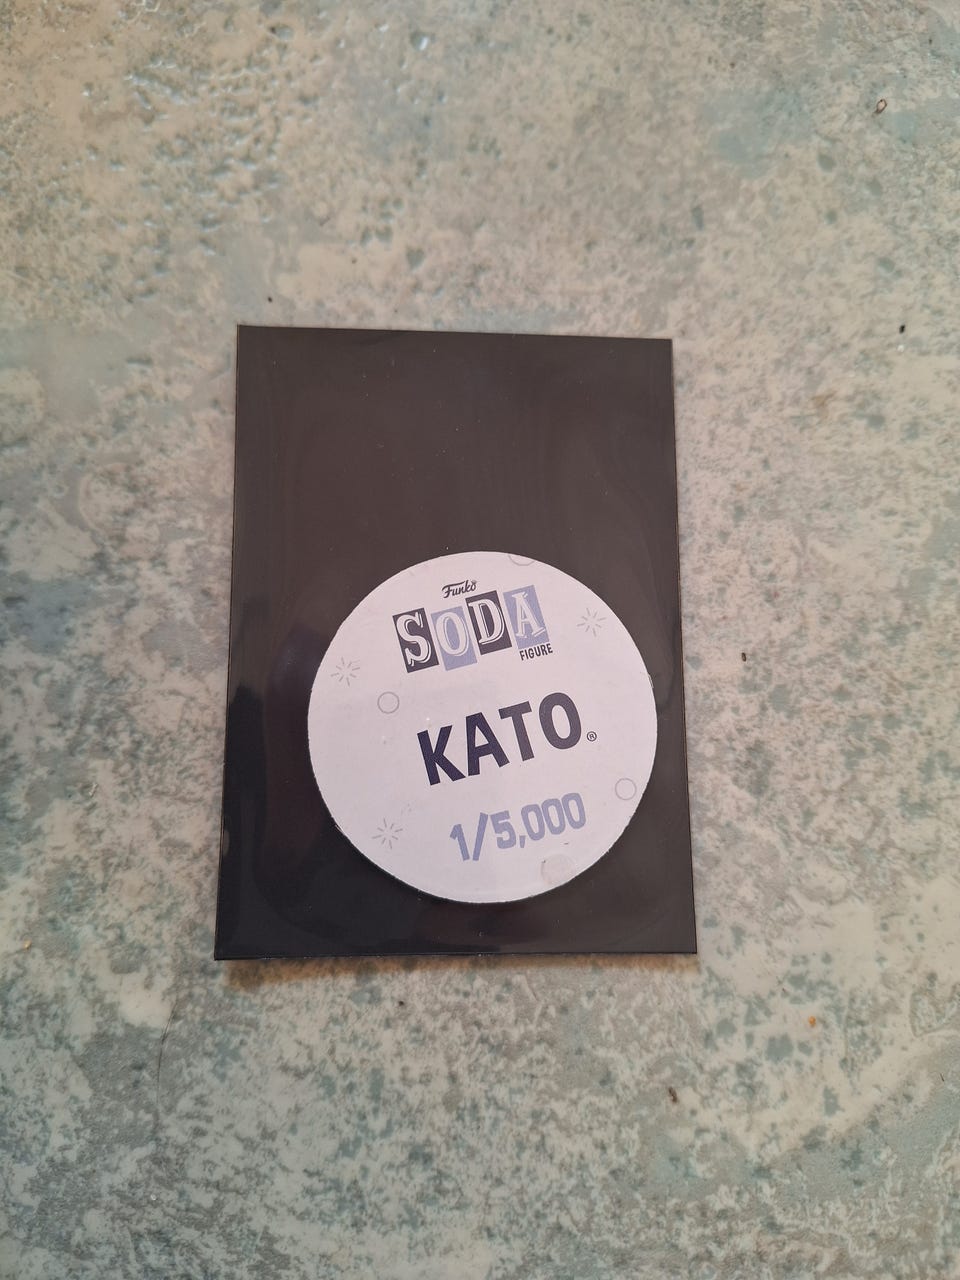 Funko®
SODA
FIGURE
KATO®
1/5,000